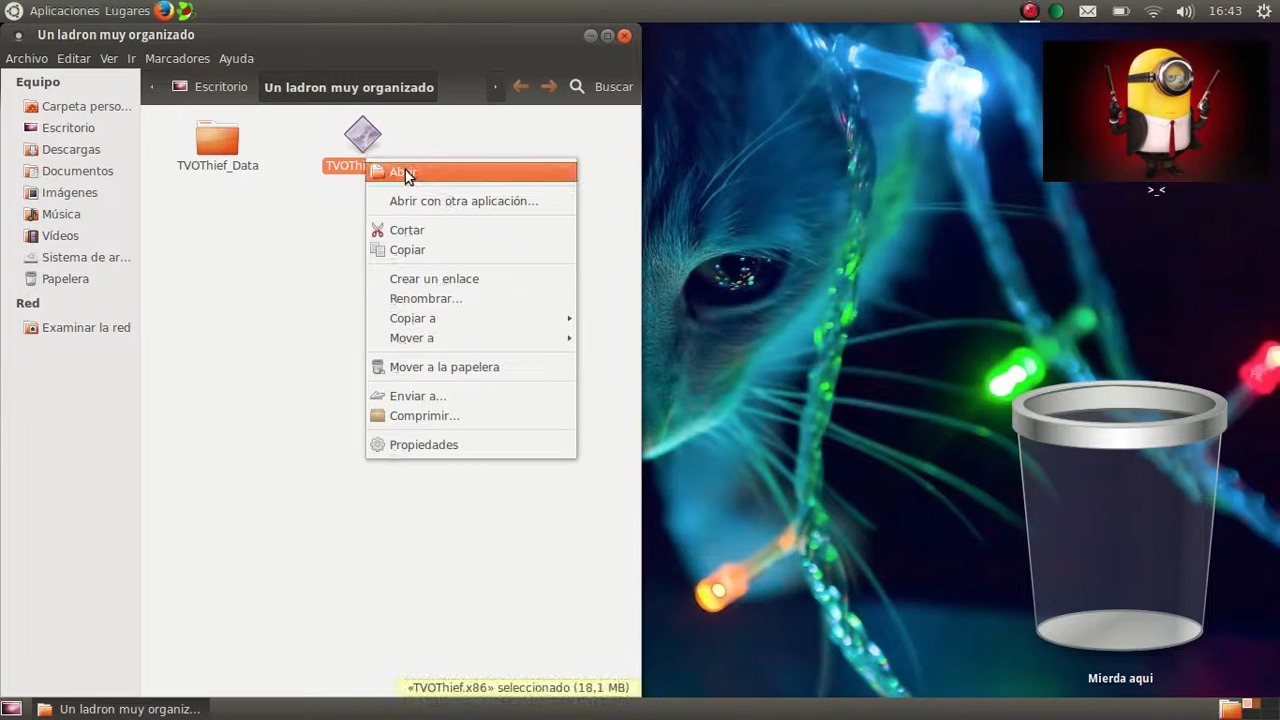 Aplicaciones Lugares
16:43
Un ladron muy organizado
Archivo Editar Ver Ir Marcadores Ayuda
Equipo
Carpeta perso...
Escritorio
Descargas
Documentos
Imágenes
Música
Vídeos
Sistema de ar...
Papelera
Red
Examinar la red
Escritorio
Un ladron muy organizado
Buscar
TVOThief_Data
Abrir con otra aplicación...
Cortar
Copiar
Crear un enlace
Renombrar...
Copiar a
Mover a
Mover a la papelera
Enviar a...
Comprimir...
Propiedades
«TVOThief.x86» seleccionado (18,1 MB)
>_<
Mierda aqui
Un ladron muy organiz...